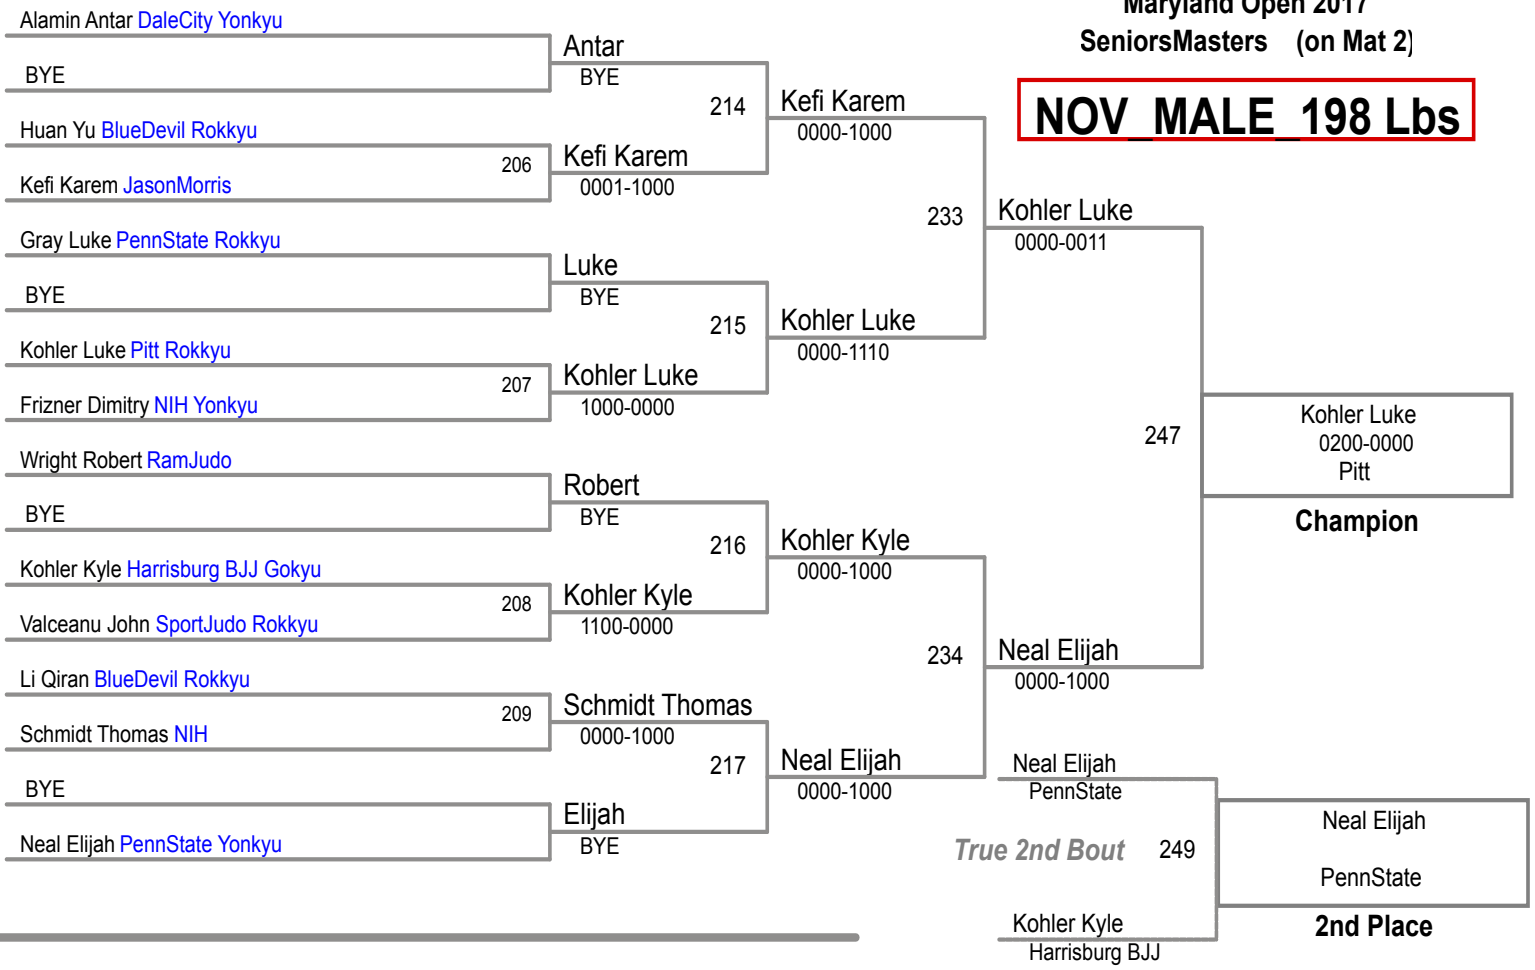 Maryland Open 2017
SeniorsMasters (on Mat 2)
NOV_MALE_198 Lbs
Alamin Antar DaleCity Yonkyu
BYE
Huan Yu BlueDevil Rokkyu
Kefi Karem JasonMorris
Gray Luke PennState Rokkyu
BYE
Kohler Luke Pitt Rokkyu
Frizner Dimitry NIH Yonkyu
Wright Robert RamJudo
BYE
Kohler Kyle Harrisburg BJJ Gokyu
Valceanu John SportJudo Rokkyu
Li Qiran BlueDevil Rokkyu
Schmidt Thomas NIH
BYE
Neal Elijah PennState Yonkyu
206
207
208
209
Antar
BYE
Kefi Karem
0001-1000
Luke
BYE
Kohler Luke
1000-0000
Robert
BYE
Kohler Kyle
1100-0000
Schmidt Thomas
0000-1000
Elijah
BYE
214
215
216
217
Kefi Karem
0000-1000
Kohler Luke
0000-1110
Kohler Kyle
0000-1000
Neal Elijah
0000-1000
233
234
Kohler Luke
0000-0011
Neal Elijah
0000-1000
247
Kohler Luke
0200-0000
Pitt
Champion
Neal Elijah
PennState
True 2nd Bout 249
Kohler Kyle
Harrisburg BJJ
Neal Elijah
PennState
2nd Place